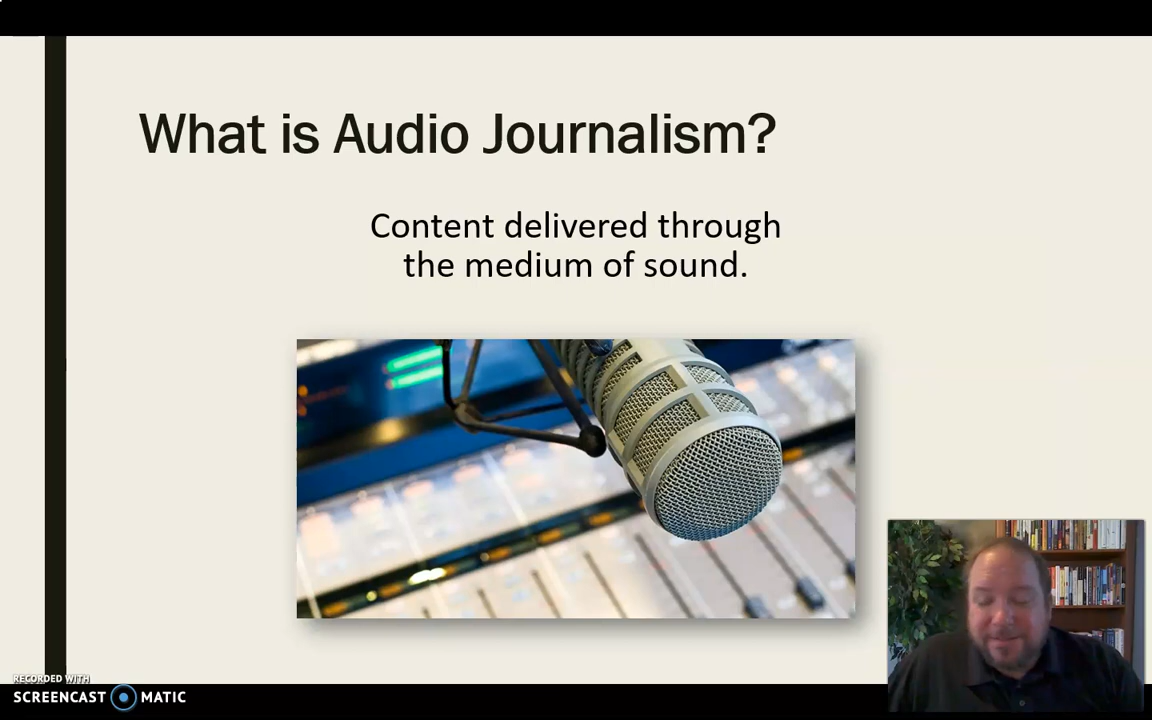 What is Audio Journalism?
Content delivered through
the medium of sound.
RECORDED WITH
SCREENCAST MATIC